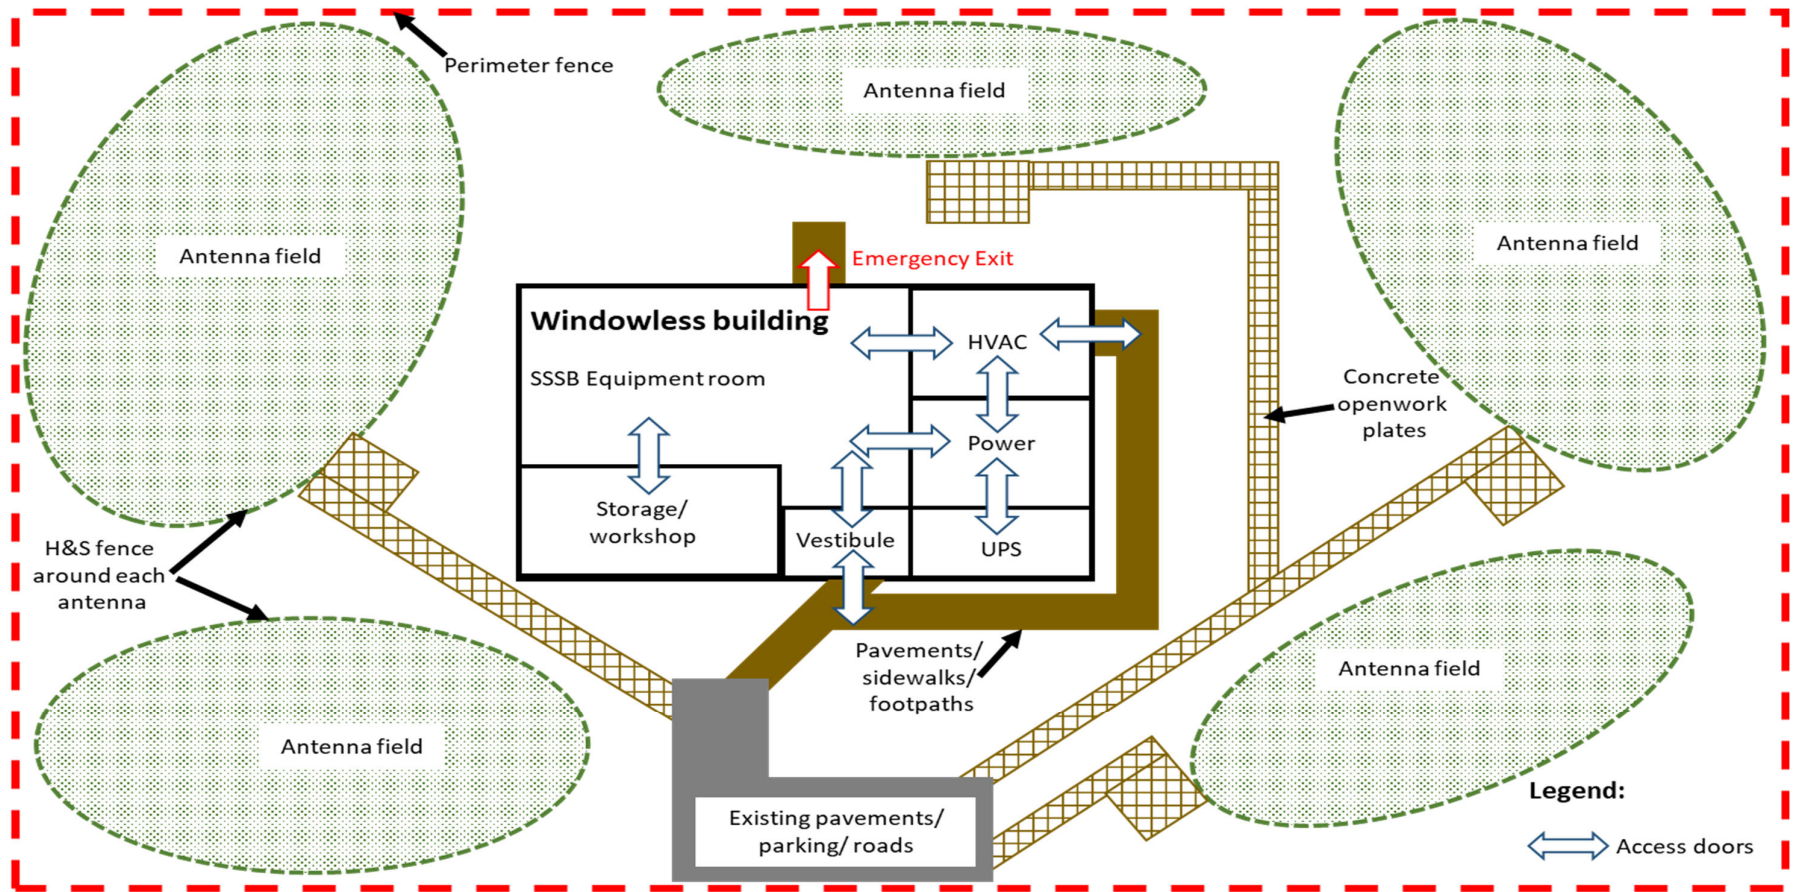 Perimeter fence
Antenna field
Antenna field
Antenna field
Emergency Exit
Windowless building
HVAC
SSSB Equipment room
Concrete
openwork
plates
Power
Storage/
workshop
Vestibule
UPS
H&S fence
around each
antenna
Pavements/
sidewalks/
footpaths
Antenna field
Antenna field
Existing pavements/
parking/ roads
Legend:
Access doors